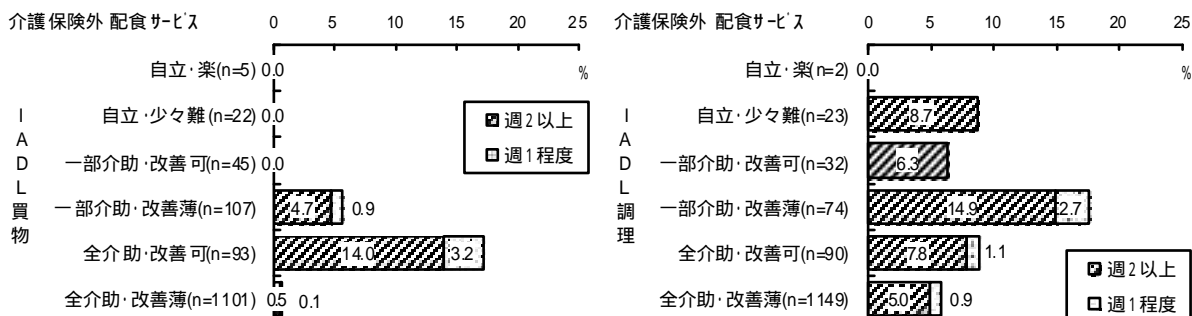 介護保険外 配食サービス
0 5 10 15 20 25
%
IADL買物
自立・楽(n=5) 0.0
自立・少々難(n=22) 0.0
一部介助・改善可(n=45) 0.0
一部介助・改善薄(n=107) 4.7 0.9
全介助・改善可(n=93) 14.0 3.2
全介助・改善薄(n=1101) 0.5 0.1
週2以上
週1程度
介護保険外 配食サービス
0 5 10 15 20 25
%
IADL調理
自立・楽(n=2) 0.0
自立・少々難(n=23) 8.7
一部介助・改善可(n=32) 6.3
一部介助・改善薄(n=74) 14.9 2.7
全介助・改善可(n=90) 7.8 1.1
全介助・改善薄(n=1149) 5.0 0.9
週2以上
週1程度